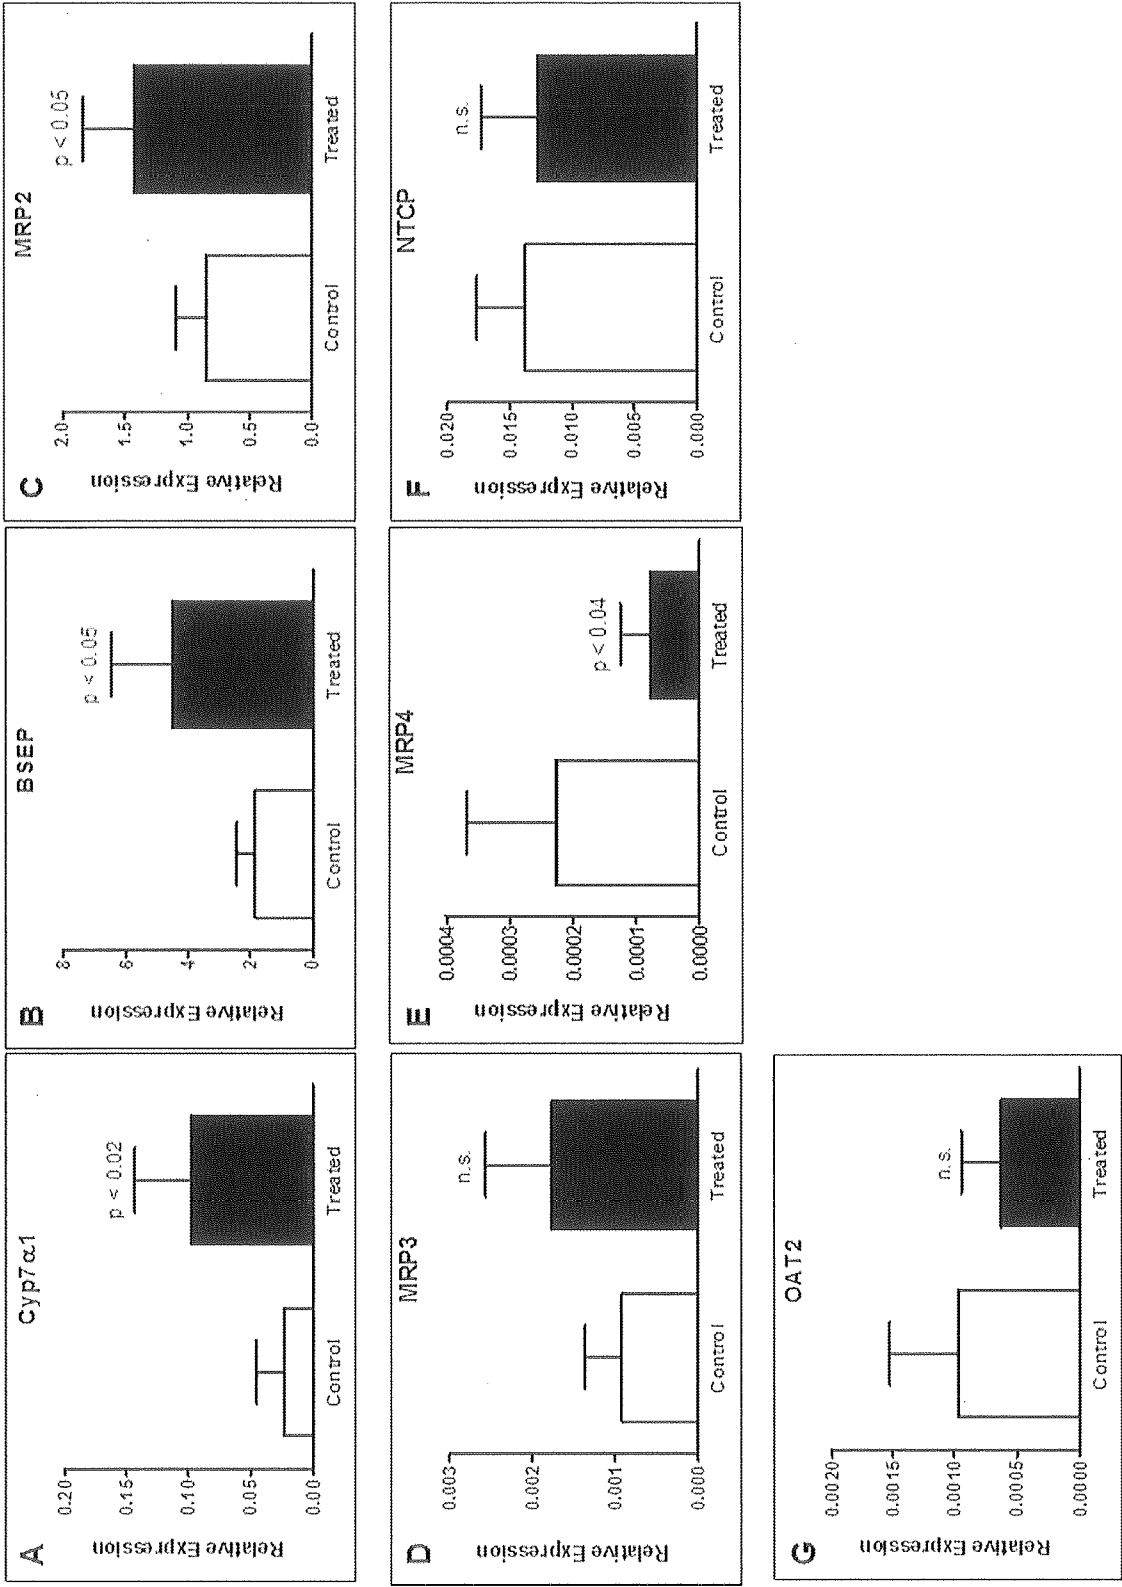 A
Cyp7α1
p < 0.02
Relative Expression
0.20
0.15
0.10
0.05
0.00
Control
Treated
B
BSEP
p < 0.05
Relative Expression
8
6
4
2
0
Control
Treated
C
MRP2
p < 0.05
Relative Expression
2.0
1.5
1.0
0.5
0.0
Control
Treated
D
MRP3
n.s.
Relative Expression
0.003
0.002
0.001
0.000
Control
Treated
E
MRP4
p < 0.04
Relative Expression
0.0004
0.0003
0.0002
0.0001
0.0000
Control
Treated
F
NTCP
n.s.
Relative Expression
0.020
0.015
0.010
0.005
0.000
Control
Treated
G
OAT2
n.s.
Relative Expression
0.0020
0.0015
0.0010
0.0005
0.0000
Control
Treated